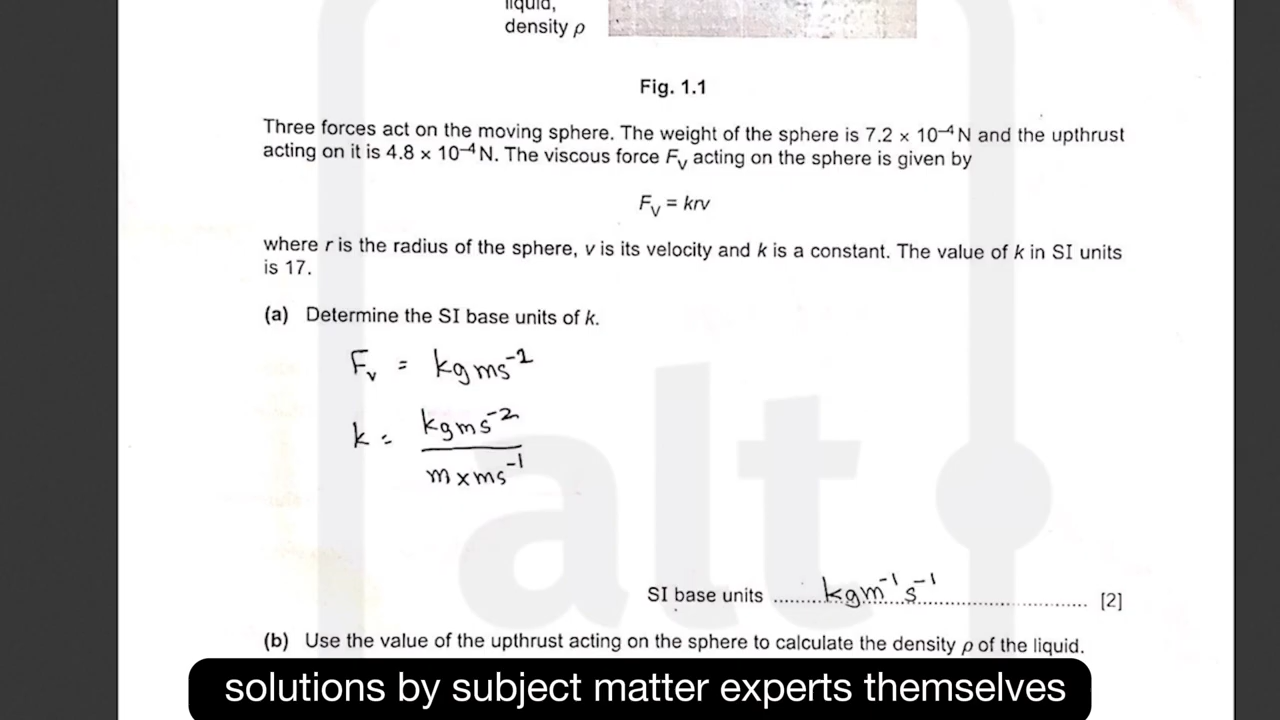 liquid,
density ρ
Fig. 1.1
Three forces act on the moving sphere. The weight of the sphere is 7.2 × 10⁻⁴ N and the upthrust
acting on it is 4.8 × 10⁻⁴ N. The viscous force Fᵥ acting on the sphere is given by
Fᵥ = krv
where r is the radius of the sphere, v is its velocity and k is a constant. The value of k in SI units
is 17.
(a) Determine the SI base units of k.
Fᵥ = kgms⁻²
k = kgms⁻²
m×ms⁻¹
SI base units ........kgm⁻¹s⁻¹........ [2]
(b) Use the value of the upthrust acting on the sphere to calculate the density ρ of the liquid.
alt
solutions by subject matter experts themselves